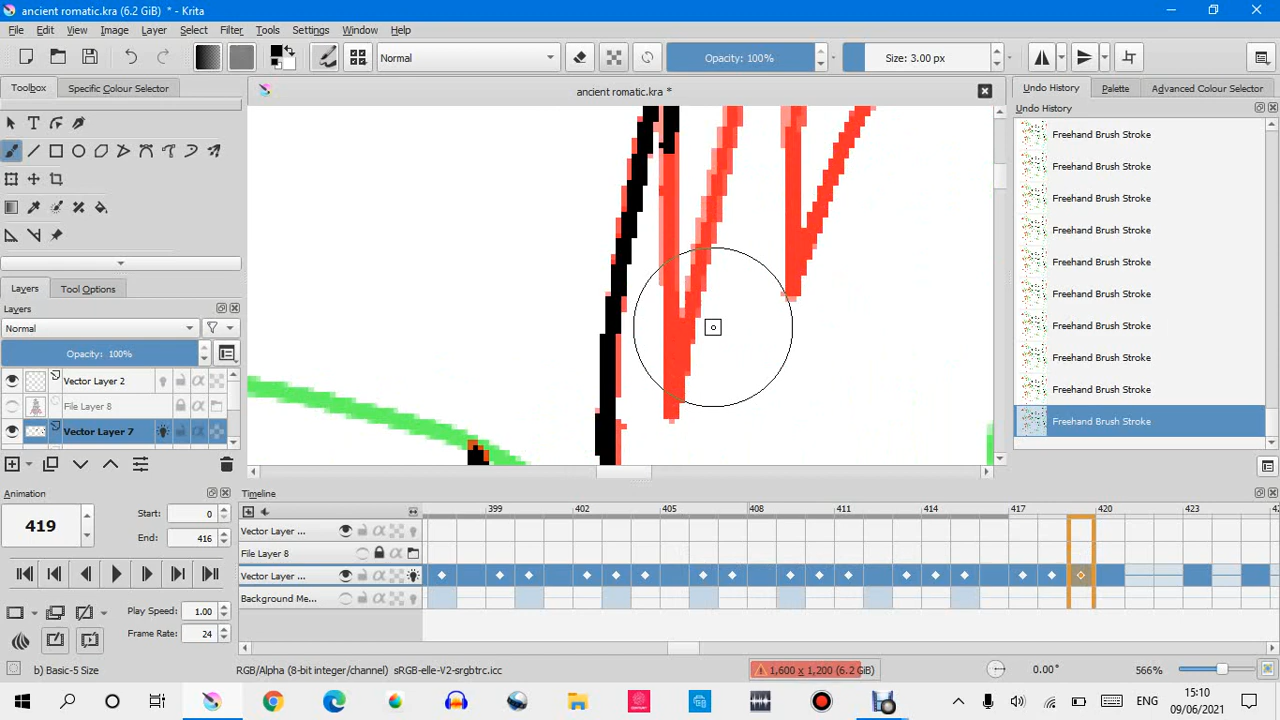 ancient romatic.kra (6.2 GiB) * - Krita
File Edit View Image Layer Select Filter Tools Settings Window Help
Normal Opacity: 100% Size: 3.00 px
Toolbox Specific Colour Selector
ancient romatic.kra *
Undo History Palette Advanced Colour Selector
Undo History
Freehand Brush Stroke
Freehand Brush Stroke
Freehand Brush Stroke
Freehand Brush Stroke
Freehand Brush Stroke
Freehand Brush Stroke
Freehand Brush Stroke
Freehand Brush Stroke
Freehand Brush Stroke
Freehand Brush Stroke
Layers Tool Options
Layers
Normal
Opacity: 100%
Vector Layer 2
File Layer 8
Vector Layer 7
Animation
419
Start: 0
End: 416
Play Speed: 1.00
Frame Rate: 24
Timeline
399 402 405 408 411 414 417 420 423 42
Vector Layer ...
File Layer 8
Vector Layer ...
Background Me...
b) Basic-5 Size
RGB/Alpha (8-bit integer/channel) sRGB-elle-V2-srgbtrc.icc
1,600 x 1,200 (6.2 GiB)
0.00°
566%
ENG
15:10
09/06/2021